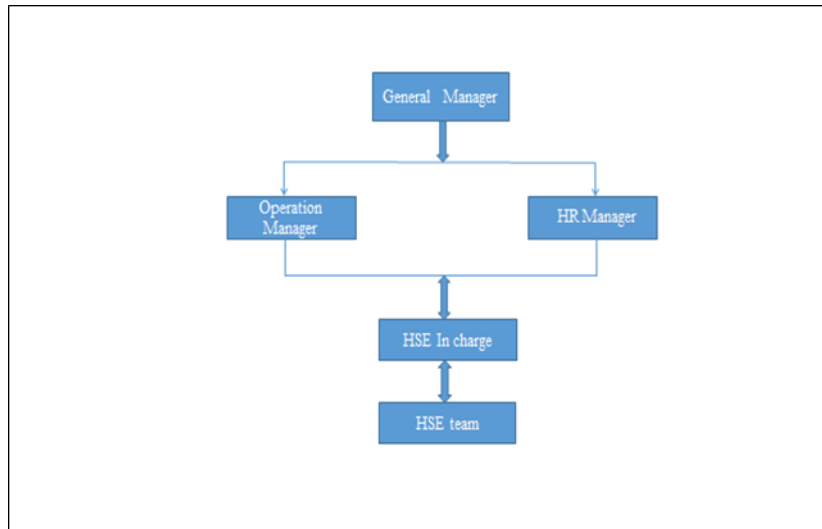 General Manager
Operation
Manager
HR Manager
HSE In charge
HSE team